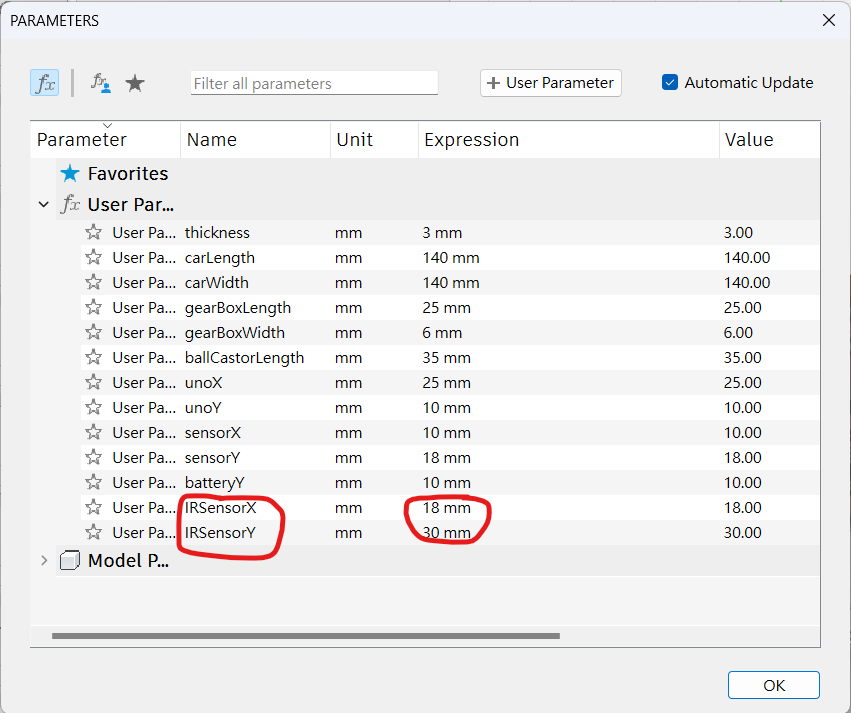 PARAMETERS
fx fx Filter all parameters + User Parameter Automatic Update
Parameter Name Unit Expression Value
Favorites
fx User Par...
User Pa... thickness mm 3 mm 3.00
User Pa... carLength mm 140 mm 140.00
User Pa... carWidth mm 140 mm 140.00
User Pa... gearBoxLength mm 25 mm 25.00
User Pa... gearBoxWidth mm 6 mm 6.00
User Pa... ballCastorLength mm 35 mm 35.00
User Pa... unoX mm 25 mm 25.00
User Pa... unoY mm 10 mm 10.00
User Pa... sensorX mm 10 mm 10.00
User Pa... sensorY mm 18 mm 18.00
User Pa... batteryY mm 10 mm 10.00
User Pa... IRSensorX mm 18 mm 18.00
User Pa... IRSensorY mm 30 mm 30.00
Model P...
OK